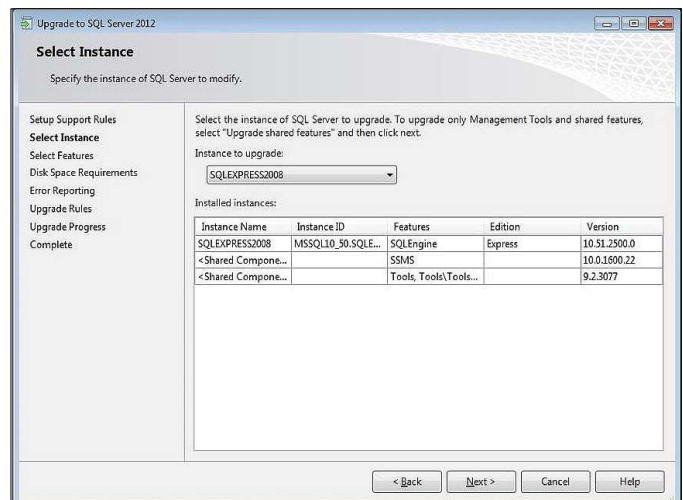 Upgrade to SQL Server 2012
Select Instance
Specify the instance of SQL Server to modify.
Setup Support Rules
Select Instance
Select Features
Disk Space Requirements
Error Reporting
Upgrade Rules
Upgrade Progress
Complete
Select the instance of SQL Server to upgrade. To upgrade only Management Tools and shared features,
select "Upgrade shared features" and then click next.
Instance to upgrade:
SQLEXPRESS2008
Installed instances:
Instance Name Instance ID Features Edition Version
SQLEXPRESS2008 MSSQL10_50.SQLE... SQLEngine Express 10.51.2500.0
<Shared Compone... SSMS 10.0.1600.22
<Shared Compone... Tools, Tools\Tools... 9.2.3077
< Back Next > Cancel Help